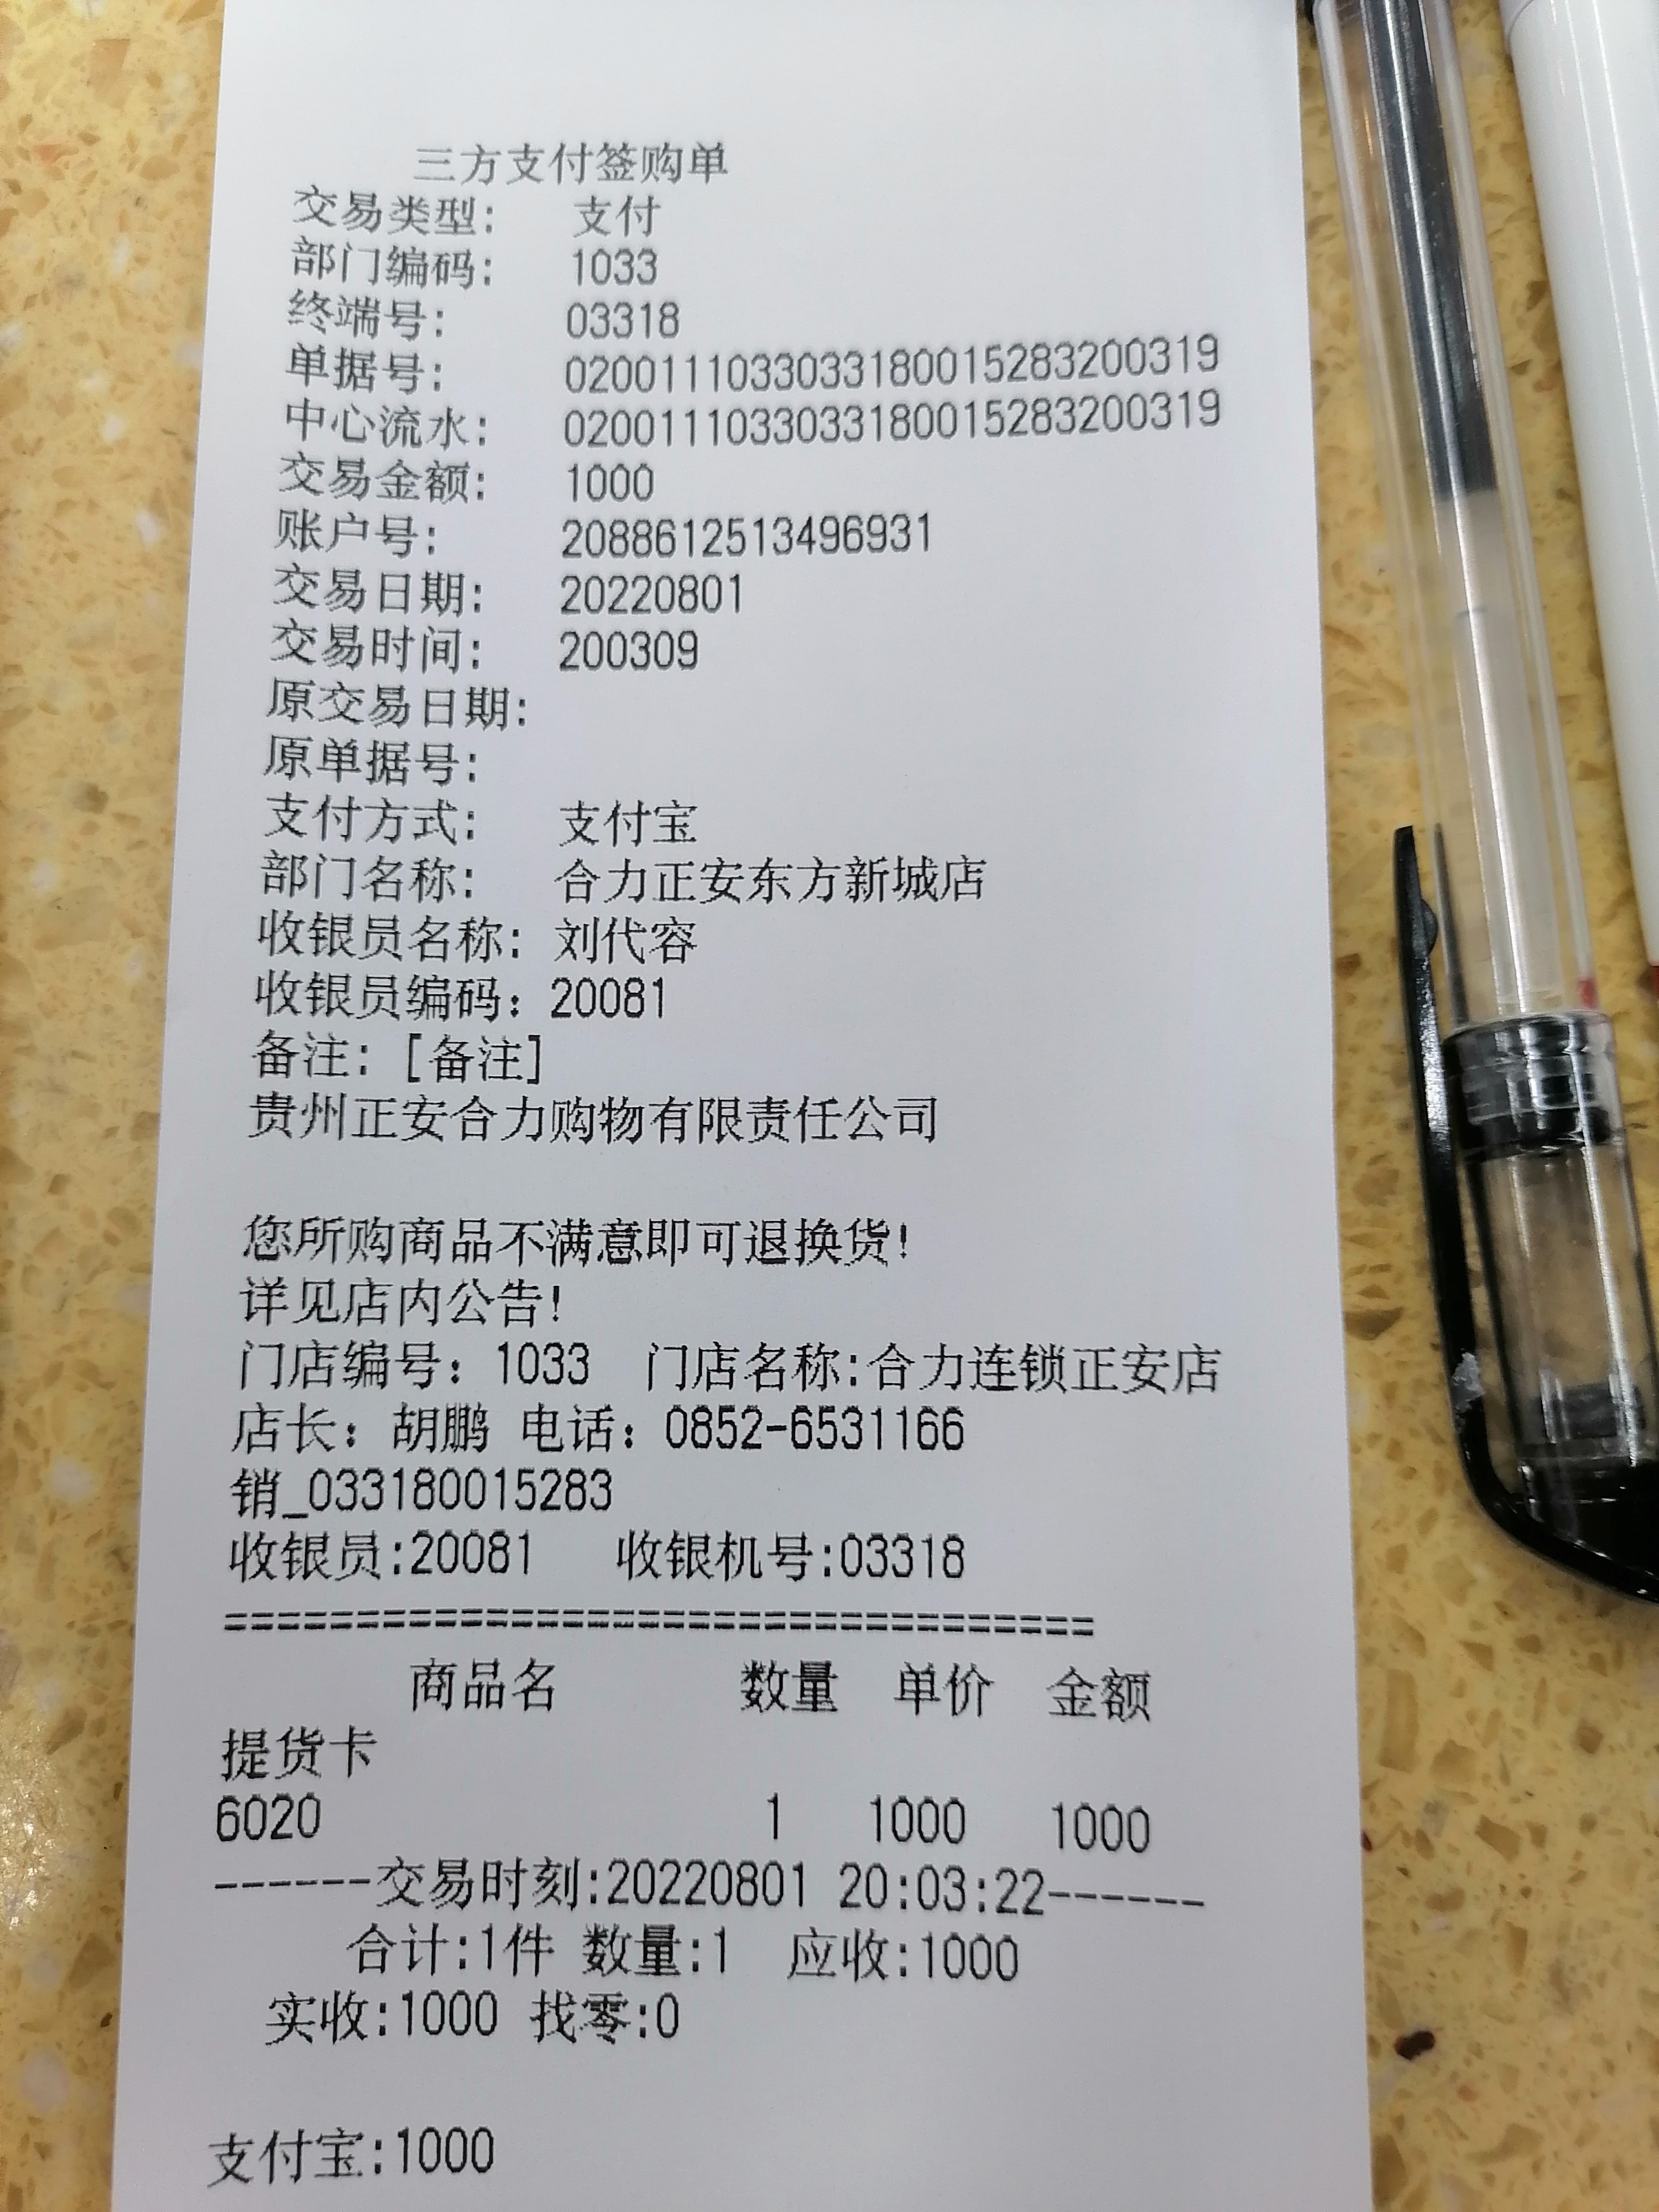 三方支付签购单
交易类型: 支付
部门编码: 1033
终端号: 03318
单据号: 0200111033033180015283200319
中心流水: 0200111033033180015283200319
交易金额: 1000
账户号: 2088612513496931
交易日期: 20220801
交易时间: 200309
原交易日期:
原单据号:
支付方式: 支付宝
部门名称: 合力正安东方新城店
收银员名称: 刘代容
收银员编码: 20081
备注: [备注]
贵州正安合力购物有限责任公司
您所购商品不满意即可退换货!
详见店内公告!
门店编号: 1033 门店名称:合力连锁正安店
店长: 胡鹏 电话: 0852-6531166
销_033180015283
收银员:20081 收银机号:03318
==================================
商品名 数量 单价 金额
提货卡
6020 1 1000 1000
------交易时刻:20220801 20:03:22------
合计:1件 数量:1 应收:1000
实收:1000 找零:0
支付宝:1000